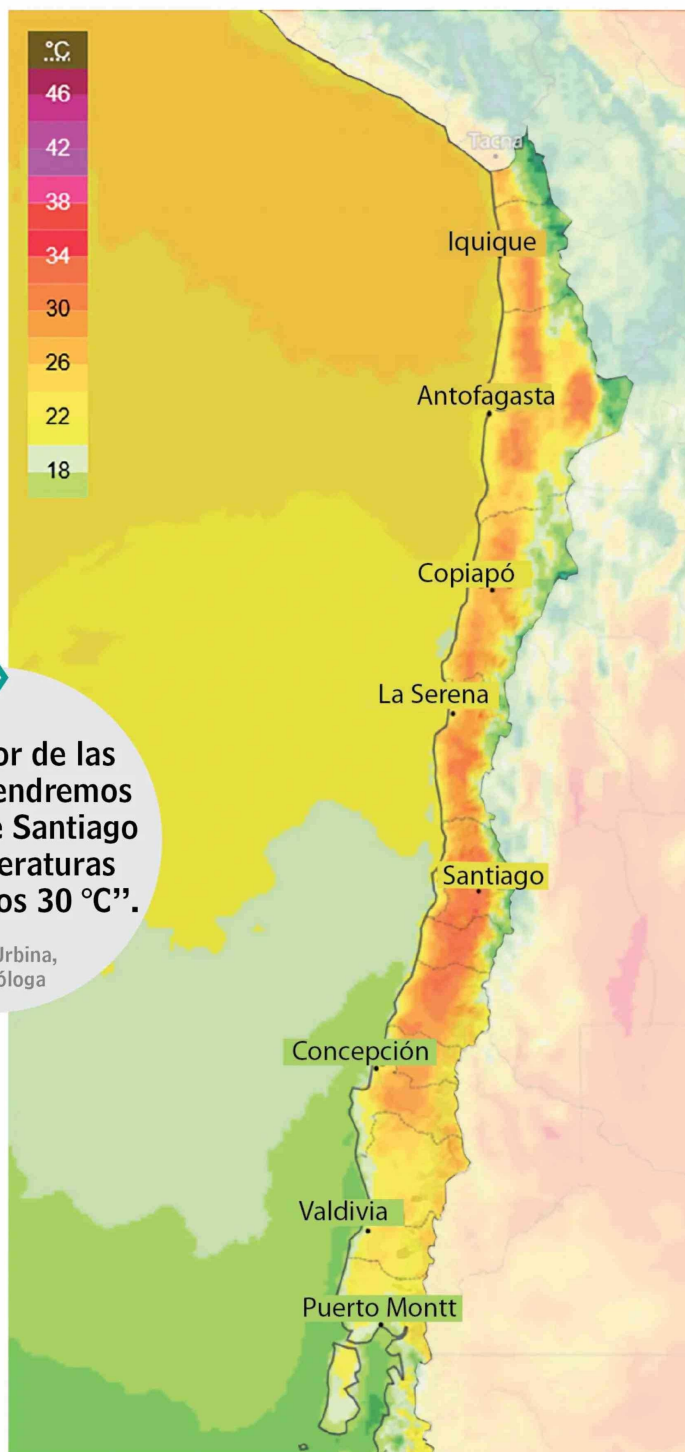 °C
46
42
38
34
30
26
22
18
Tacna
Iquique
Antofagasta
Copiapó
La Serena
Santiago
Concepción
Valdivia
Puerto Montt
or de las
endremos
e Santiago
eraturas
os 30 °C”.
Urbina,
óloga